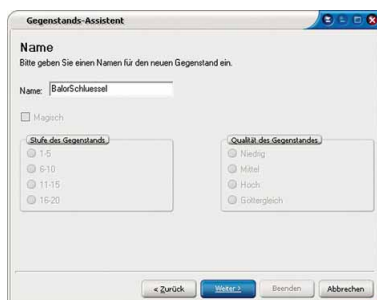 Gegenstands-Assistent
Name
Bitte geben Sie einen Namen für den neuen Gegenstand ein.
Name: BalorSchluessel
Magisch
Stufe des Gegenstands
1-5
6-10
11-15
16-20
Qualität des Gegenstandes
Niedrig
Mittel
Hoch
Göttergleich
< Zurück Weiter > Beenden Abbrechen